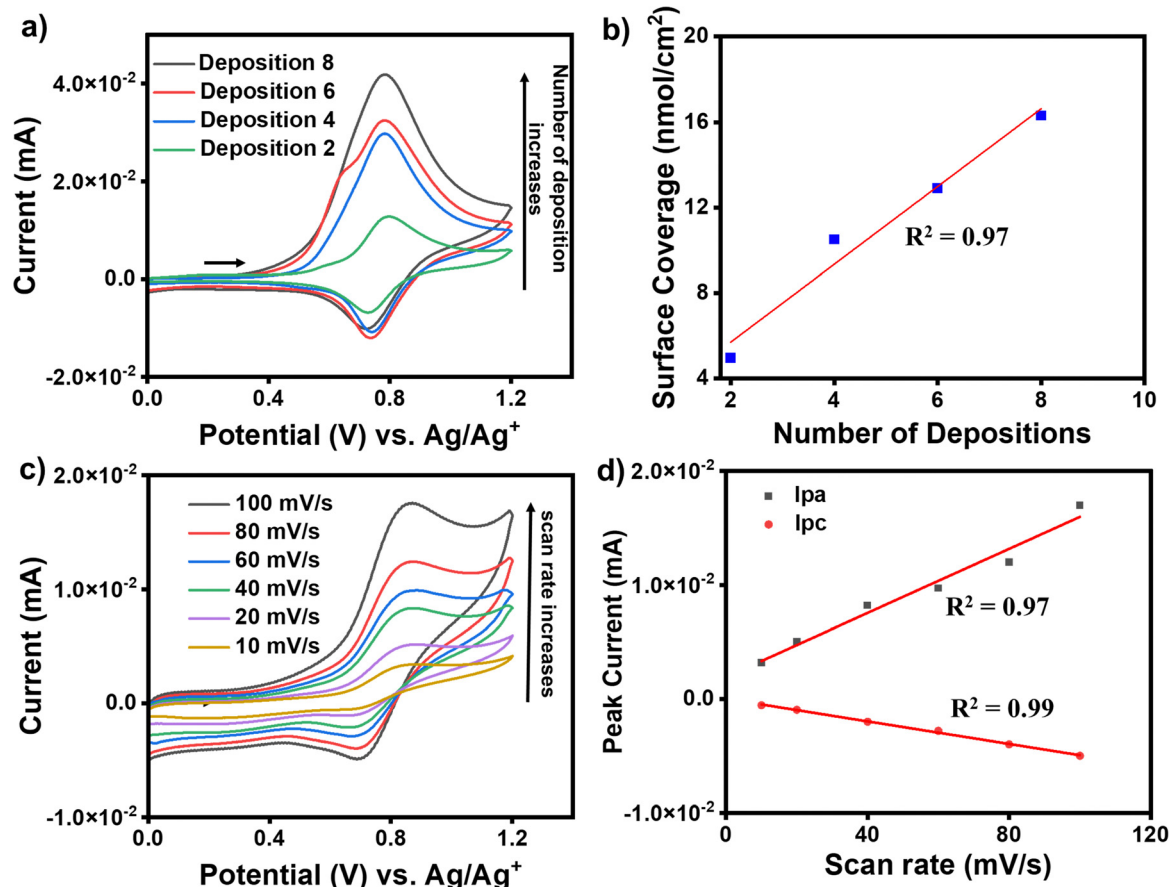 a)
Deposition 8
Deposition 6
Deposition 4
Deposition 2
Number of deposition
increases
4.0×10⁻²
2.0×10⁻²
0.0
-2.0×10⁻²
Current (mA)
0.0 0.4 0.8 1.2
Potential (V) vs. Ag/Ag⁺
b)
20
16
12
8
4
Surface Coverage (nmol/cm²)
R² = 0.97
2 4 6 8 10
Number of Depositions
c)
100 mV/s
80 mV/s
60 mV/s
40 mV/s
20 mV/s
10 mV/s
scan rate increases
2.0×10⁻²
1.0×10⁻²
0.0
-1.0×10⁻²
Current (mA)
0.0 0.4 0.8 1.2
Potential (V) vs. Ag/Ag⁺
d)
Ipa
Ipc
2.0×10⁻²
1.0×10⁻²
0.0
-1.0×10⁻²
Peak Current (mA)
R² = 0.97
R² = 0.99
0 40 80 120
Scan rate (mV/s)